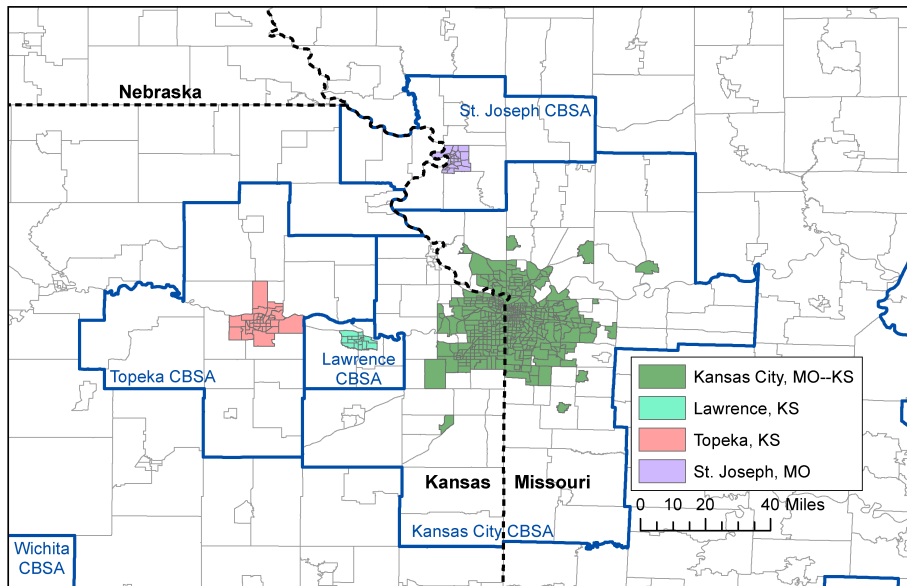 Nebraska
St. Joseph CBSA
Lawrence
CBSA
Topeka CBSA
Kansas City, MO--KS
Lawrence, KS
Topeka, KS
St. Joseph, MO
0 10 20 40 Miles
Kansas Missouri
Kansas City CBSA
Wichita
CBSA